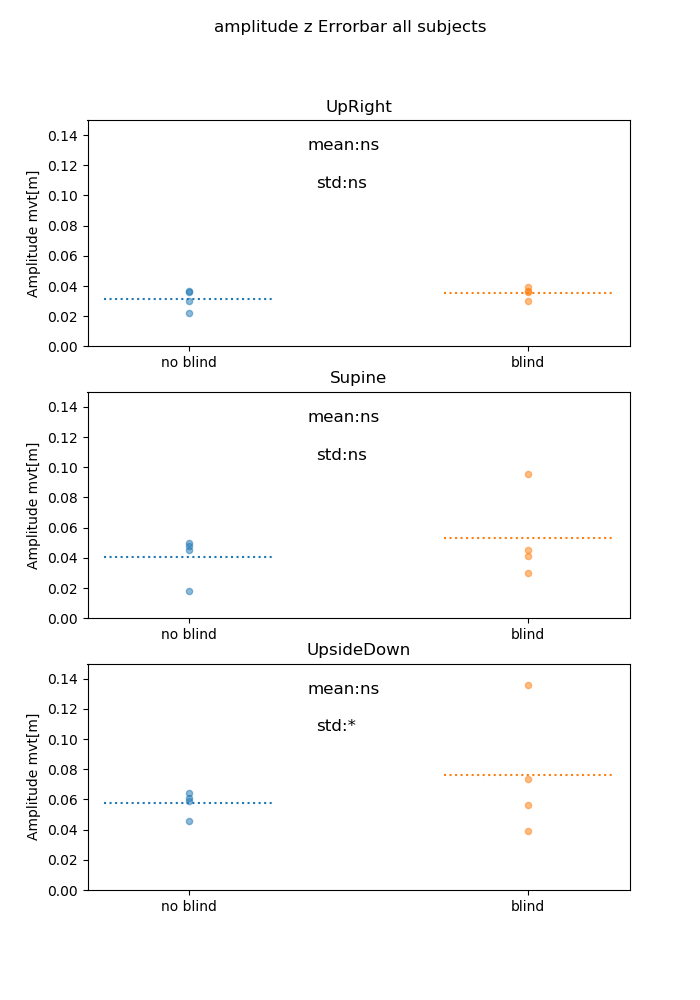 amplitude z Errorbar all subjects
UpRight
mean:ns
std:ns
Amplitude mvt[m]
0.14
0.12
0.10
0.08
0.06
0.04
0.02
0.00
no blind
blind
Supine
mean:ns
std:ns
Amplitude mvt[m]
0.14
0.12
0.10
0.08
0.06
0.04
0.02
0.00
no blind
blind
UpsideDown
mean:ns
std:*
Amplitude mvt[m]
0.14
0.12
0.10
0.08
0.06
0.04
0.02
0.00
no blind
blind